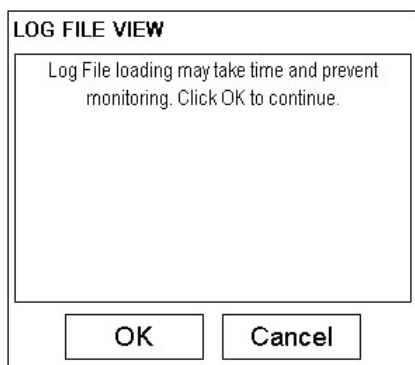 LOG FILE VIEW
Log File loading may take time and prevent
monitoring. Click OK to continue.
OK
Cancel